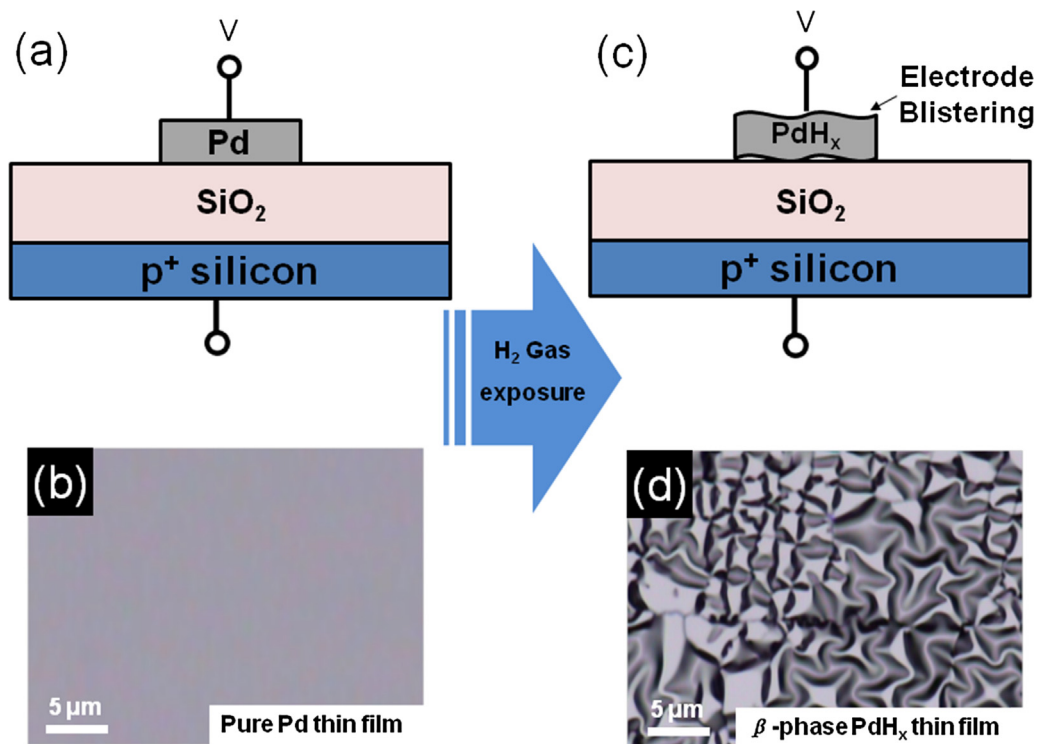 (a)
V
Pd
SiO₂
p⁺ silicon
(c)
V
Electrode
Blistering
PdHₓ
SiO₂
p⁺ silicon
H₂ Gas
exposure
(b)
5 μm
Pure Pd thin film
(d)
5 μm
β-phase PdHₓ thin film